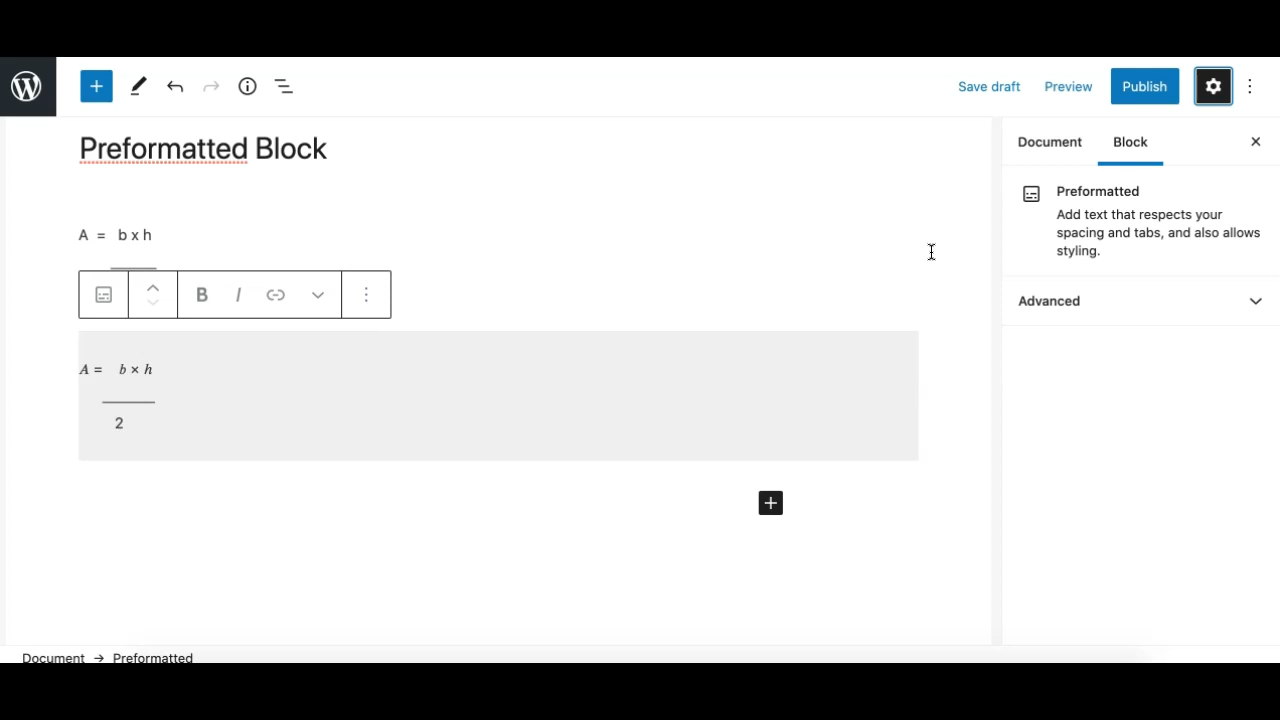 Save draft Preview Publish
Preformatted Block
Document Block
Preformatted
Add text that respects your
spacing and tabs, and also allows
styling.
Advanced
A = b x h
B I
A = b × h
2
Document → Preformatted